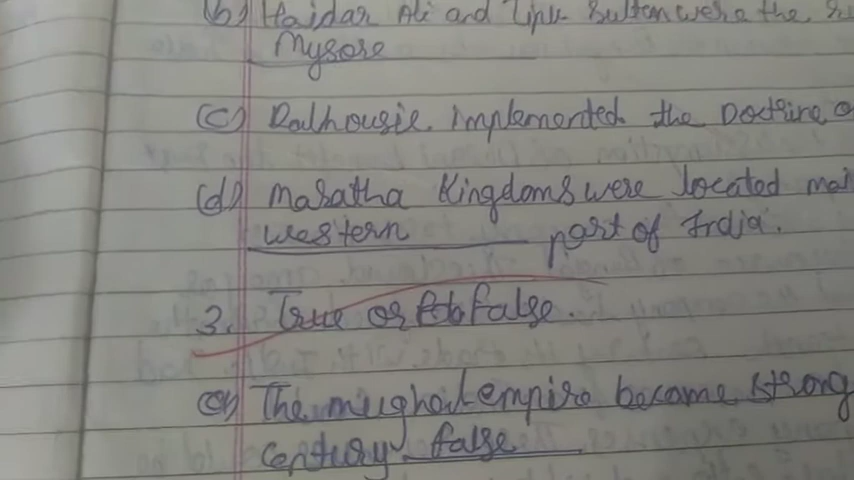 (b) Haidar Ali and Tipu Sultan were the
Mysore
(c) Dalhousie. implemented the Doctrine
(d) Maratha Kingdoms were located
western part of India.
3. True or False.
(a) The mughal empire become strong
century false